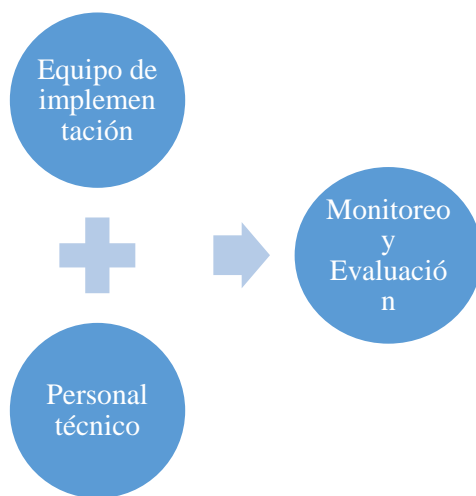 Equipo de
implemen
tación
Monitoreo
y
Evaluació
n
Personal
técnico